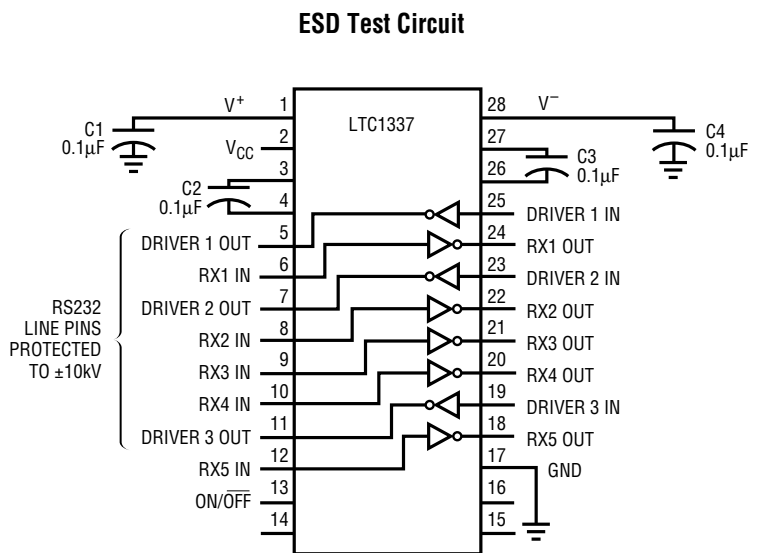 ESD Test Circuit
V+ 1
28 V−
C1
0.1µF
LTC1337
C4
0.1µF
VCC 2
27
3
26
C3
0.1µF
C2
0.1µF
4
25 DRIVER 1 IN
DRIVER 1 OUT 5
24 RX1 OUT
RX1 IN 6
23 DRIVER 2 IN
DRIVER 2 OUT 7
22 RX2 OUT
RX2 IN 8
21 RX3 OUT
RX3 IN 9
20 RX4 OUT
RX4 IN 10
19 DRIVER 3 IN
DRIVER 3 OUT 11
18 RX5 OUT
RX5 IN 12
17 GND
ON/O̅F̅F̅ 13
16
14
15
RS232
LINE PINS
PROTECTED
TO ±10kV